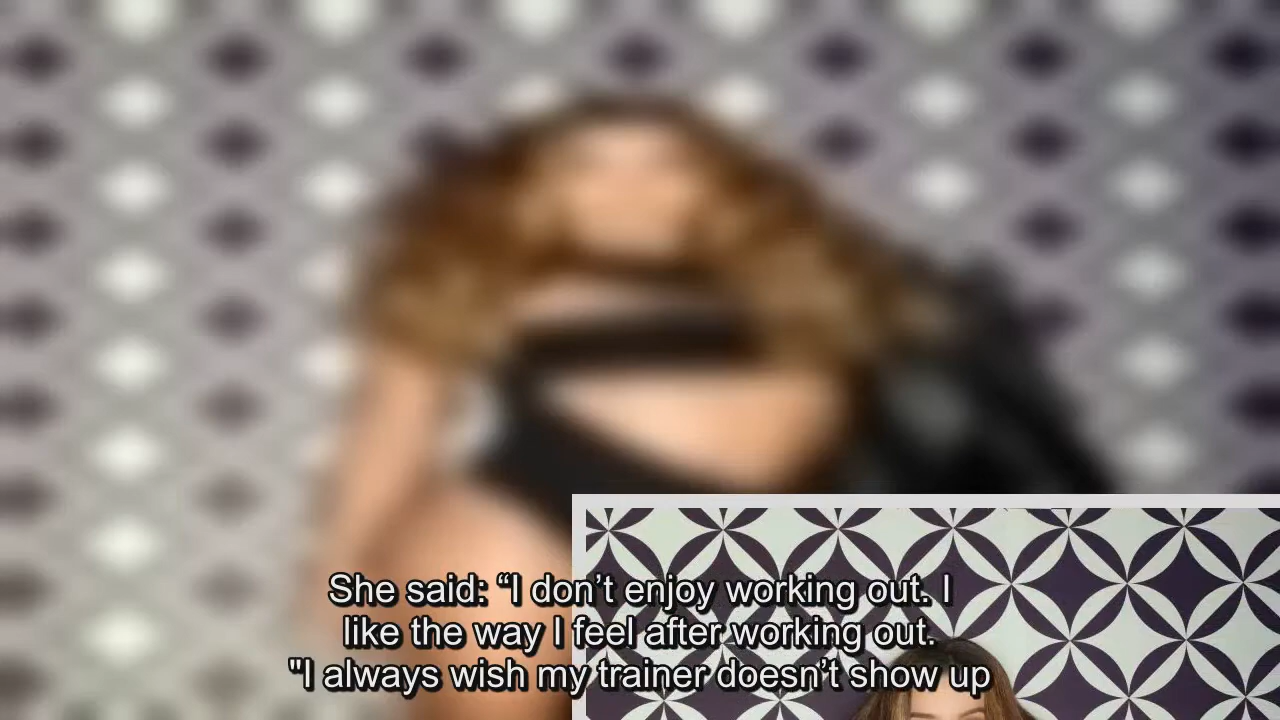 She said: “I don’t enjoy working out. I
like the way I feel after working out.
"I always wish my trainer doesn’t show up